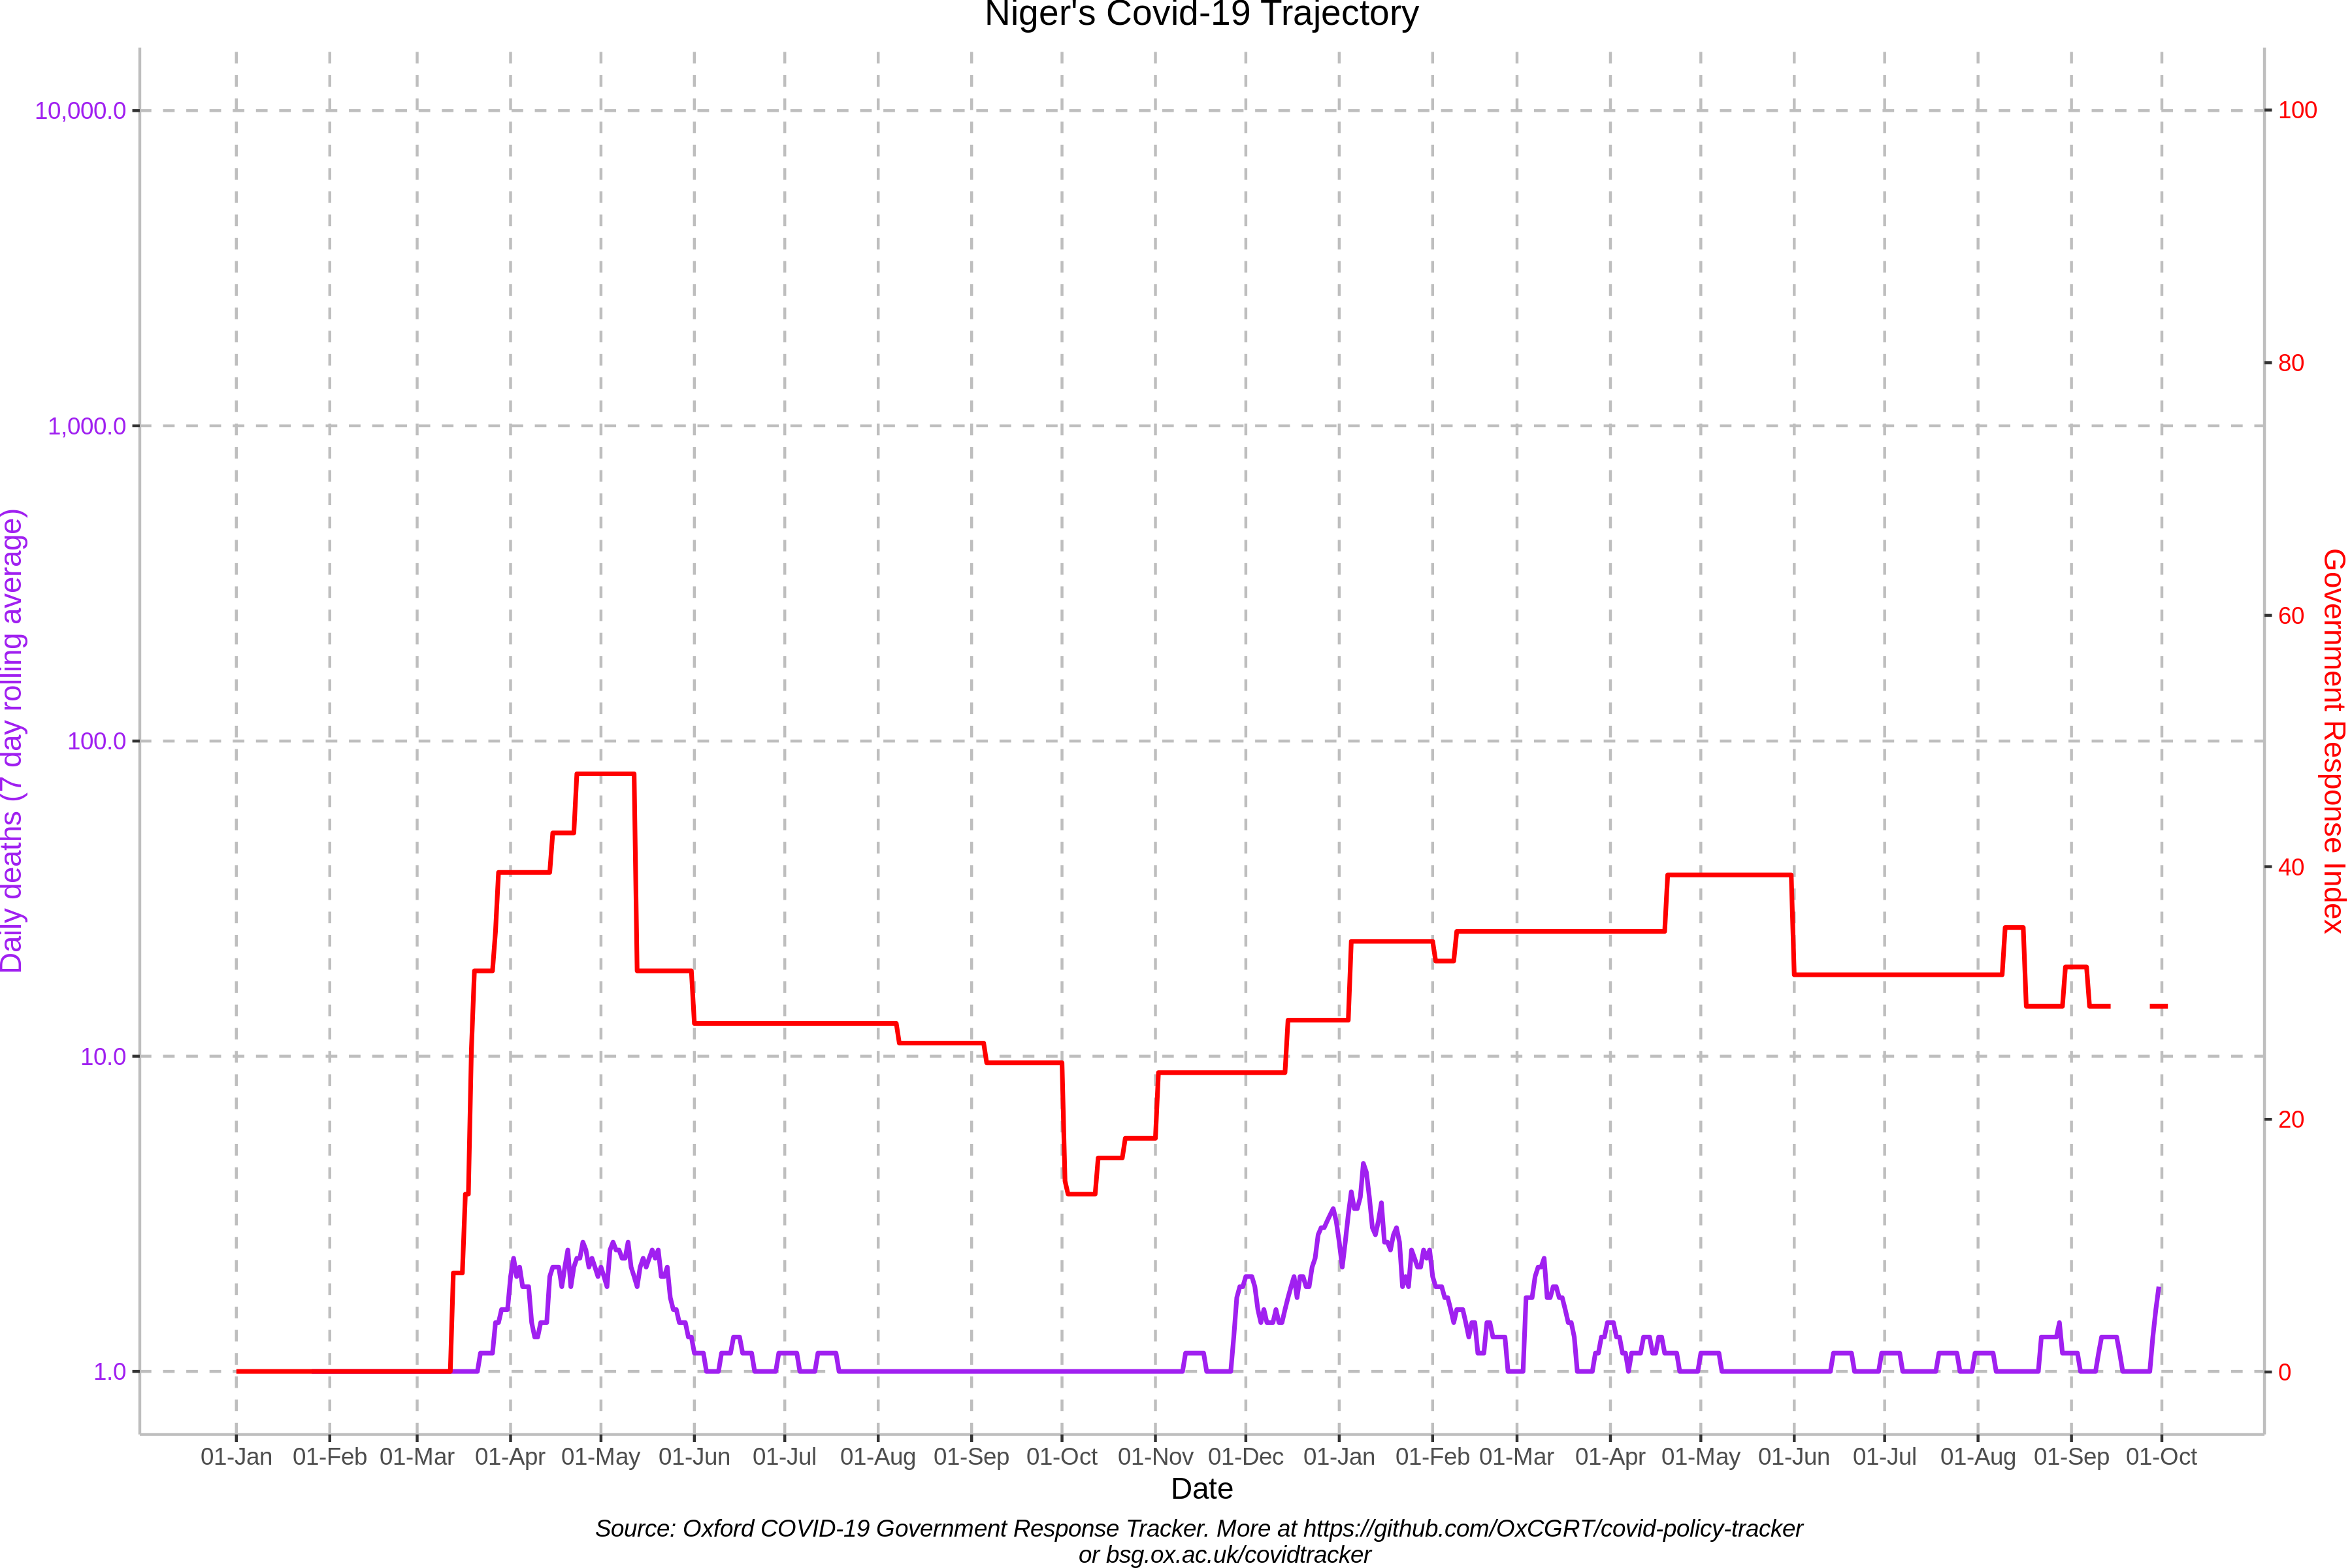 Niger's Covid-19 Trajectory
10,000.0
1,000.0
100.0
10.0
1.0
Daily deaths (7 day rolling average)
100
80
60
40
20
0
Government Response Index
01-Jan 01-Feb 01-Mar 01-Apr 01-May 01-Jun 01-Jul 01-Aug 01-Sep 01-Oct 01-Nov 01-Dec 01-Jan 01-Feb 01-Mar 01-Apr 01-May 01-Jun 01-Jul 01-Aug 01-Sep 01-Oct
Date
Source: Oxford COVID-19 Government Response Tracker. More at https://github.com/OxCGRT/covid-policy-tracker
or bsg.ox.ac.uk/covidtracker